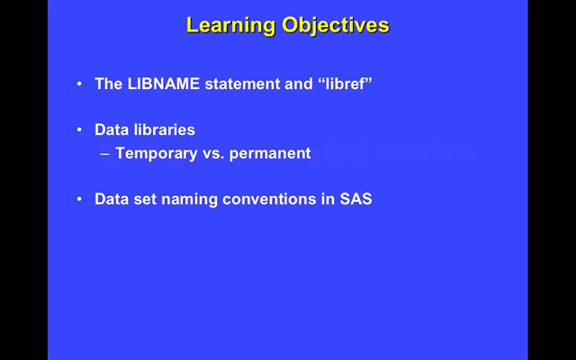 Learning Objectives
• The LIBNAME statement and “libref”
• Data libraries
– Temporary vs. permanent
• Data set naming conventions in SAS